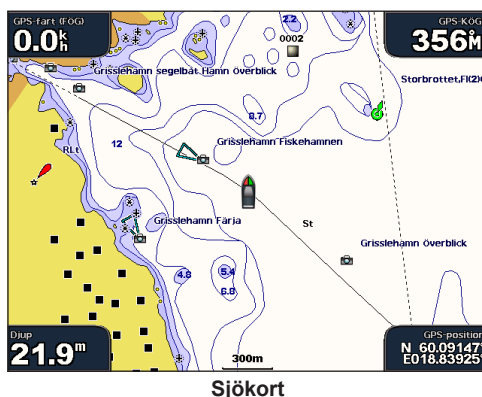 GPS-fart (FÖG)
0.0 k/h
2.2
0002
GPS-KÖG
356°M
Grisslehamn segelbåt Hamn Överblick
Storbrottet,Fl(2)
8.7
12
Grisslehamn Fiskehamnen
RLt
Grisslehamn Färja
St
Grisslehamn Överblick
4.8
5.4
6.8
Djup
21.9m
300m
GPS-position
N 60.09147°
E018.83925°
Sjökort